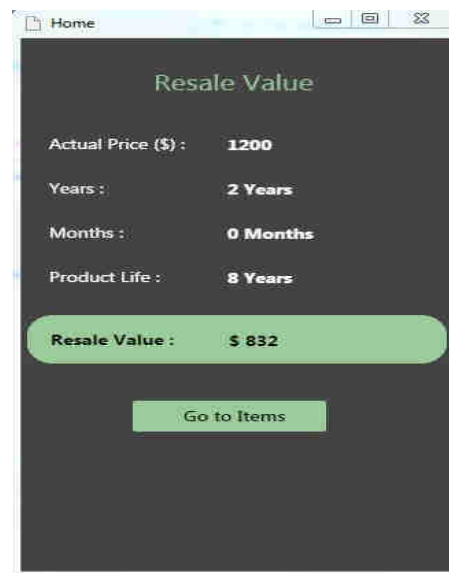 Home
Resale Value
Actual Price ($) : 1200
Years : 2 Years
Months : 0 Months
Product Life : 8 Years
Resale Value : $ 832
Go to Items